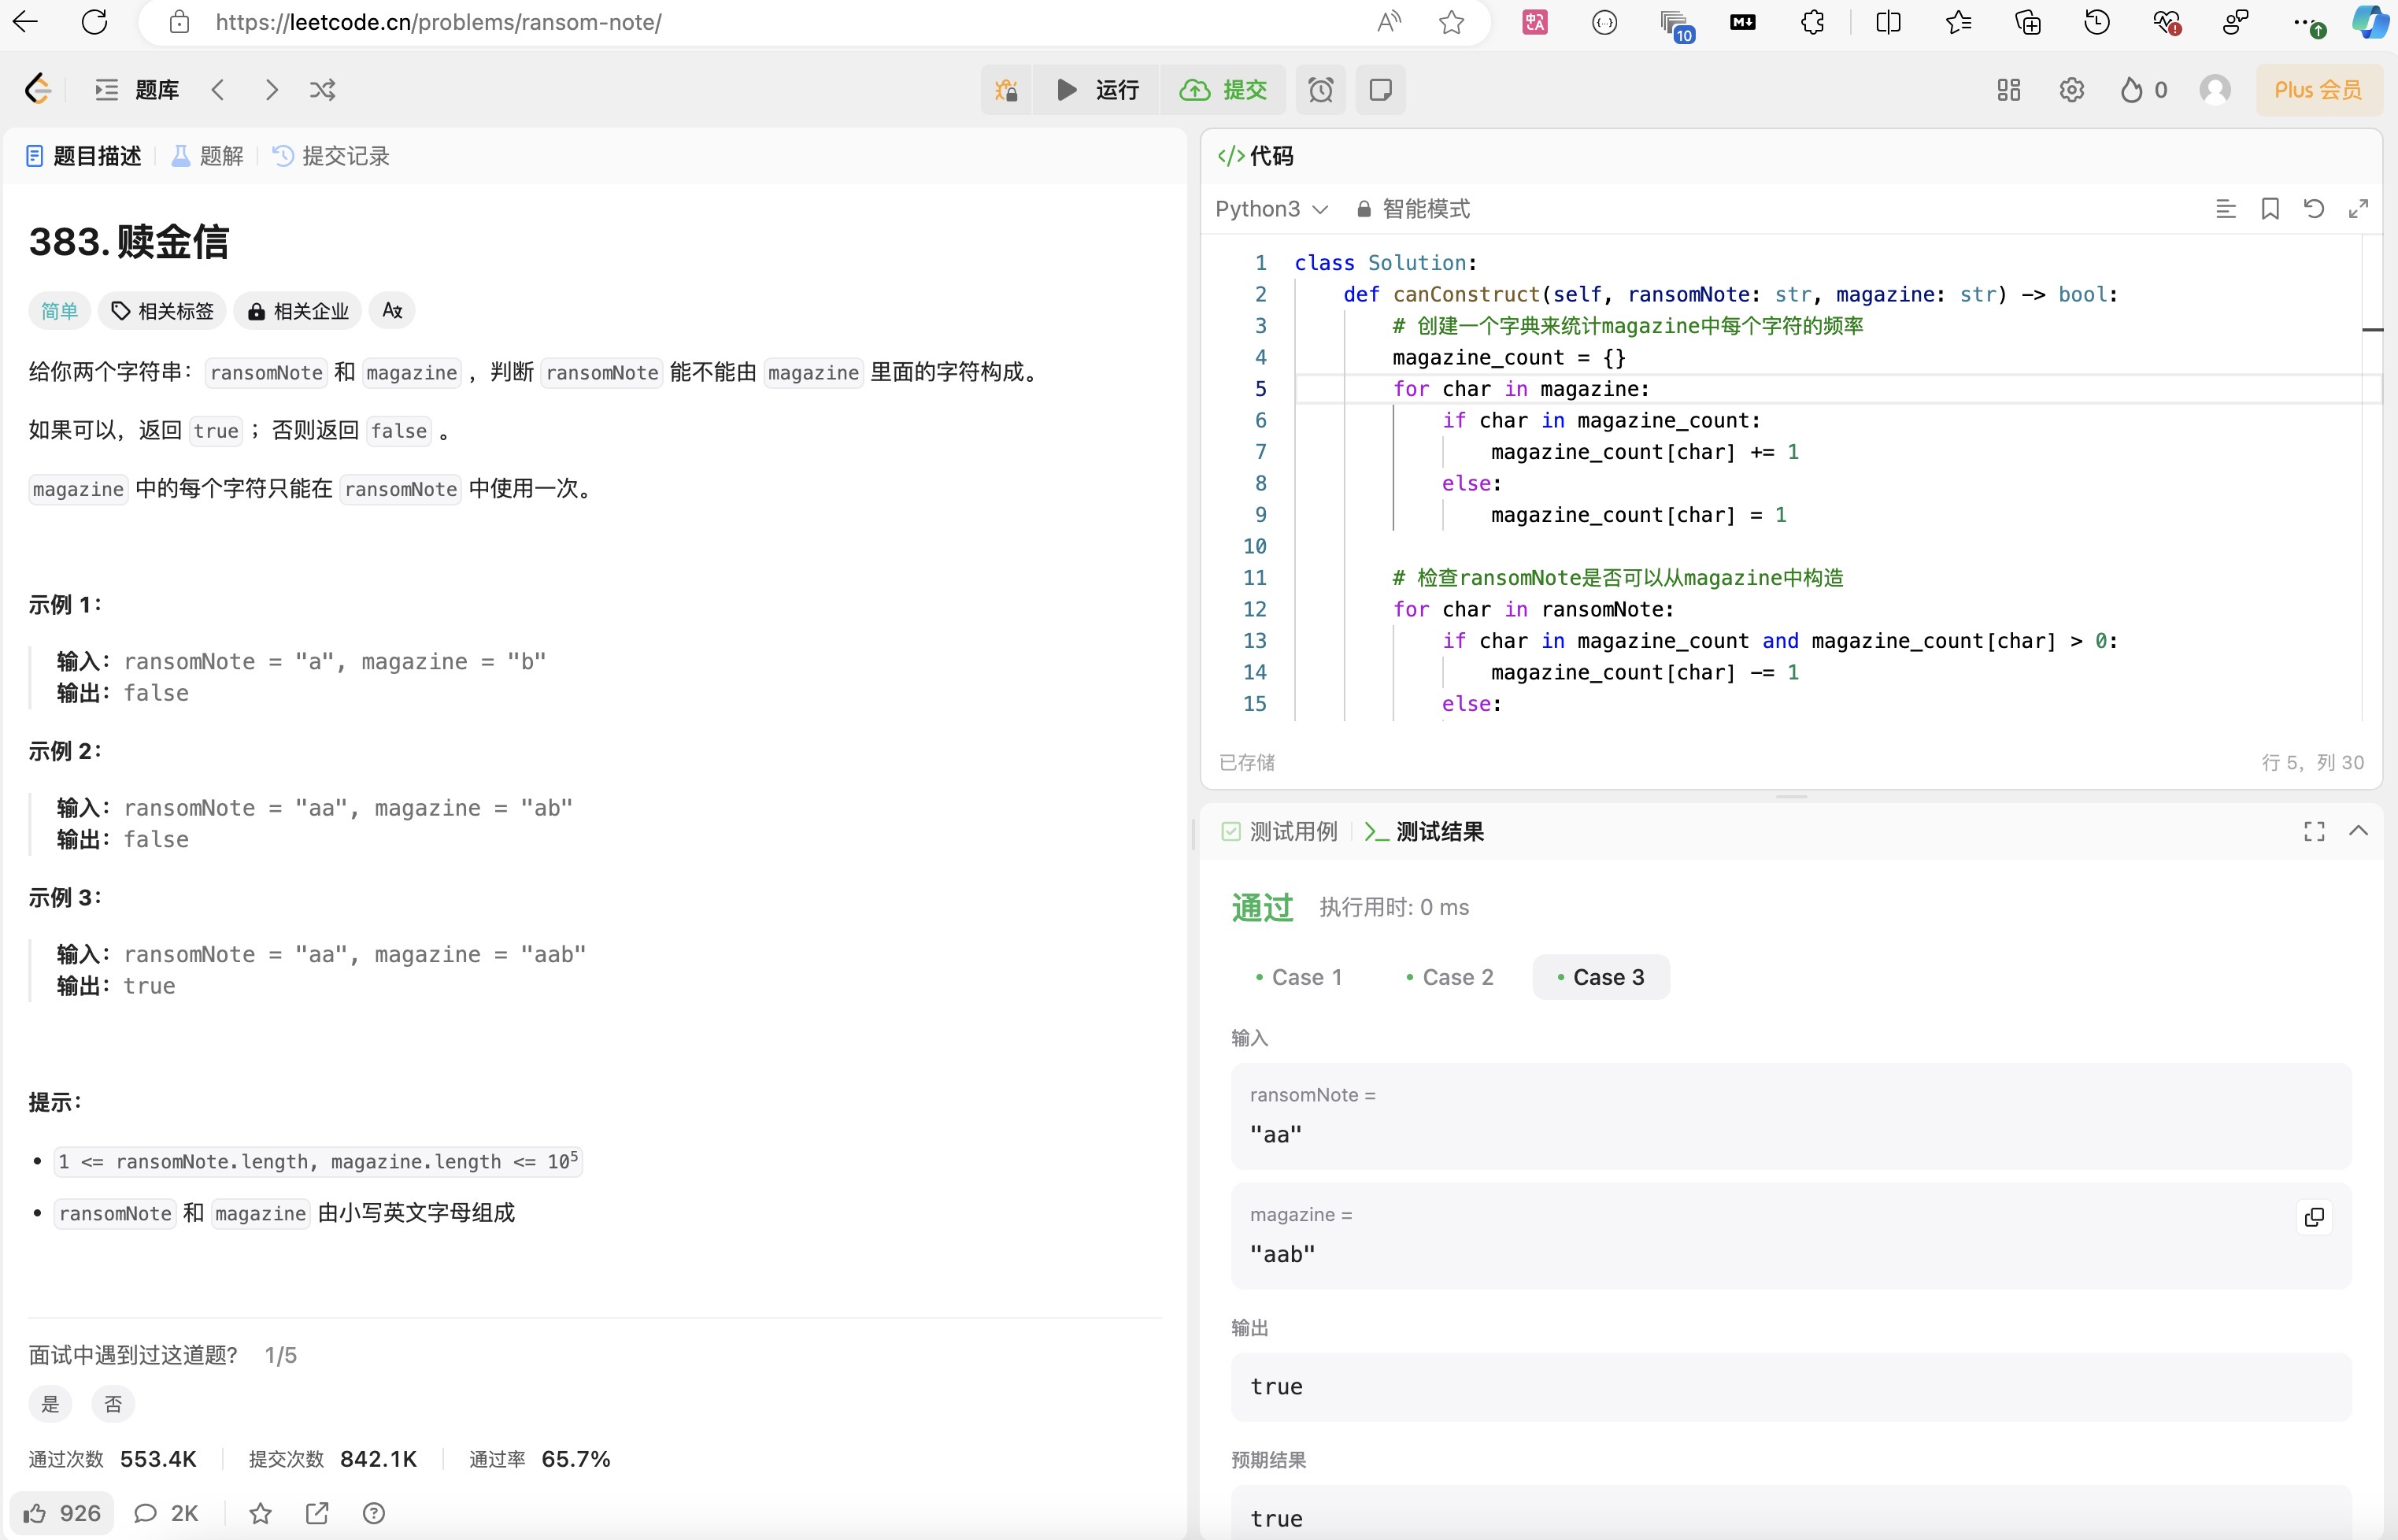 https://leetcode.cn/problems/ransom-note/
10
题库
运行
提交
0
Plus 会员
题目描述
题解
提交记录
383. 赎金信
简单
相关标签
相关企业
给你两个字符串：ransomNote 和 magazine ，判断 ransomNote 能不能由 magazine 里面的字符构成。
如果可以，返回 true ；否则返回 false 。
magazine 中的每个字符只能在 ransomNote 中使用一次。
示例 1：
输入：ransomNote = "a", magazine = "b"
输出：false
示例 2：
输入：ransomNote = "aa", magazine = "ab"
输出：false
示例 3：
输入：ransomNote = "aa", magazine = "aab"
输出：true
提示：
1 <= ransomNote.length, magazine.length <= 10⁵
ransomNote 和 magazine 由小写英文字母组成
面试中遇到过这道题? 1/5
是
否
通过次数 553.4K
提交次数 842.1K
通过率 65.7%
926
2K
</> 代码
Python3
智能模式
1 class Solution:
2 def canConstruct(self, ransomNote: str, magazine: str) -> bool:
3 # 创建一个字典来统计magazine中每个字符的频率
4 magazine_count = {}
5 for char in magazine:
6 if char in magazine_count:
7 magazine_count[char] += 1
8 else:
9 magazine_count[char] = 1
10
11 # 检查ransomNote是否可以从magazine中构造
12 for char in ransomNote:
13 if char in magazine_count and magazine_count[char] > 0:
14 magazine_count[char] -= 1
15 else:
已存储
行 5，列 30
测试用例
测试结果
通过
执行用时: 0 ms
Case 1
Case 2
Case 3
输入
ransomNote =
"aa"
magazine =
"aab"
输出
true
预期结果
true